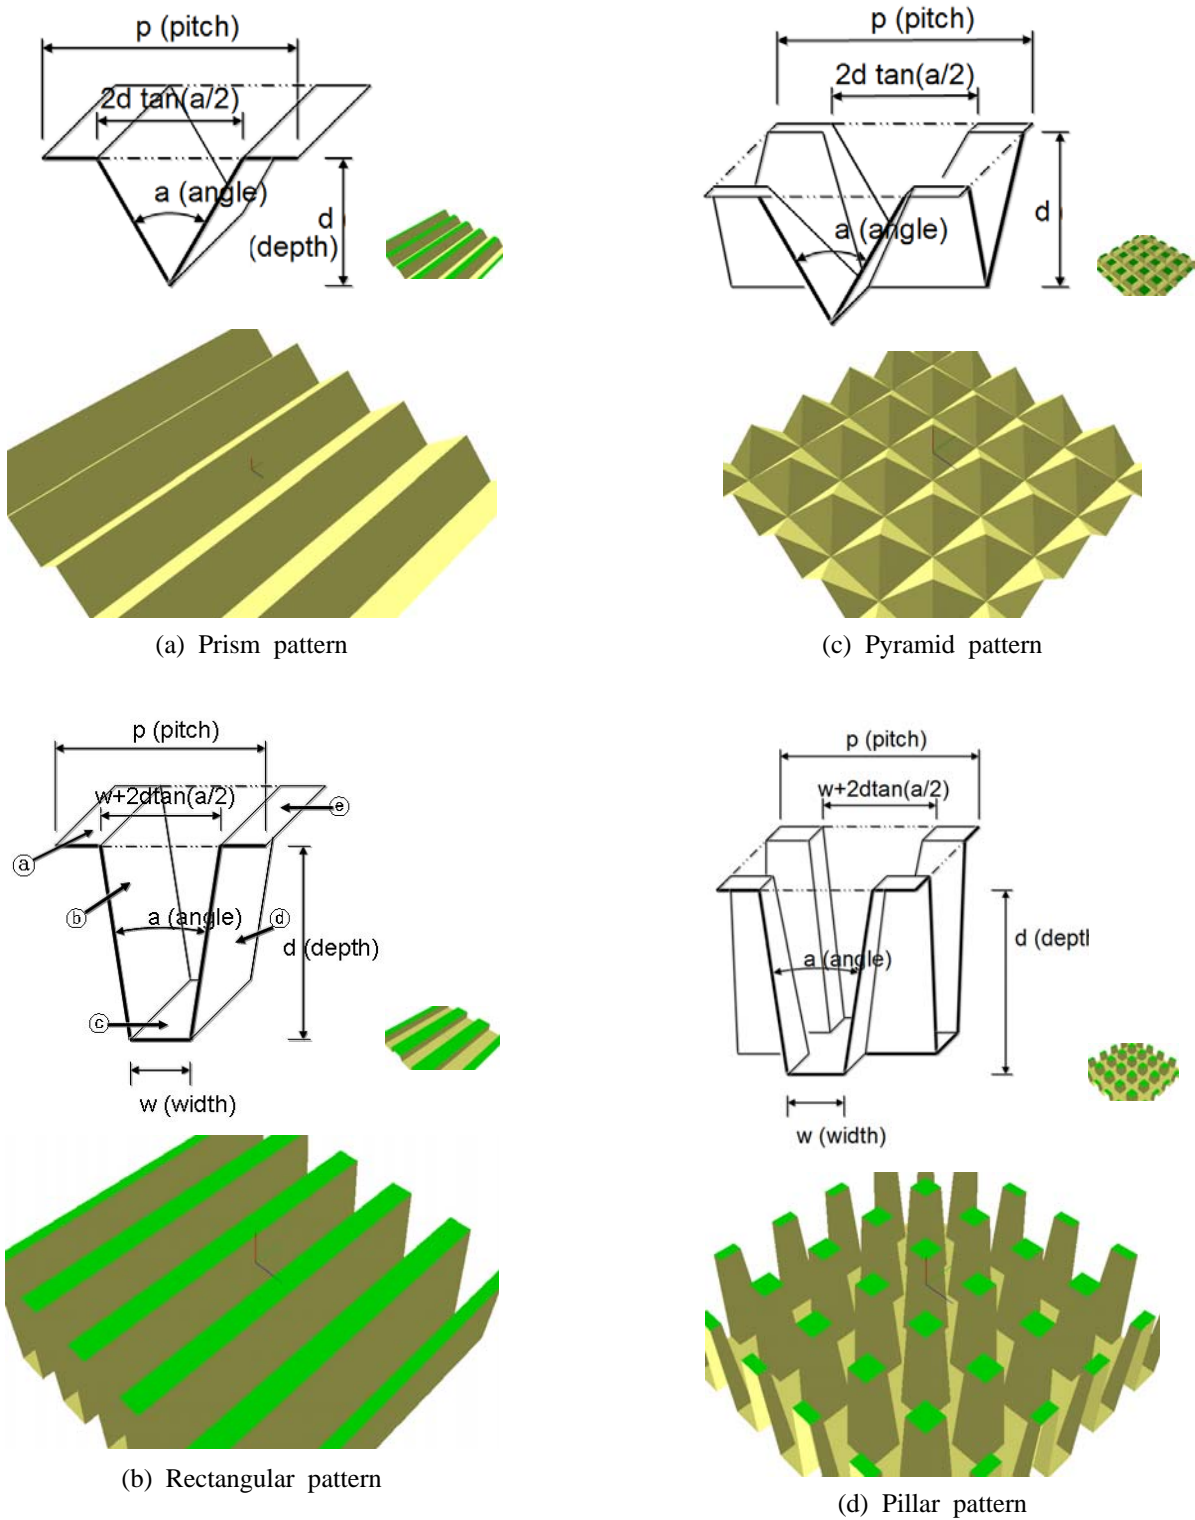 p (pitch)
2d tan(a/2)
a (angle)
d
(depth)
(a) Prism pattern
p (pitch)
2d tan(a/2)
a (angle)
d
(c) Pyramid pattern
p (pitch)
w+2dtan(a/2)
ⓔ
ⓐ
ⓑ
a (angle)
ⓓ
d (depth)
ⓒ
w (width)
(b) Rectangular pattern
p (pitch)
w+2dtan(a/2)
d (depth
a (angle)
w (width)
(d) Pillar pattern